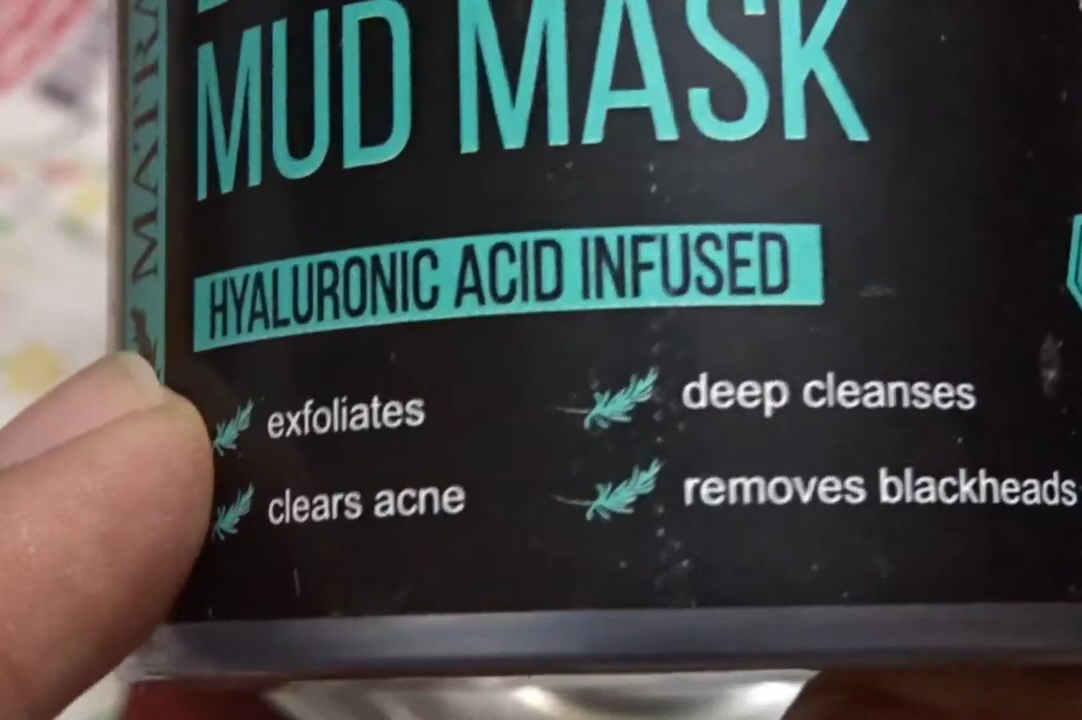 MUD MASK
HYALURONIC ACID INFUSED
exfoliates
deep cleanses
clears acne
removes blackheads